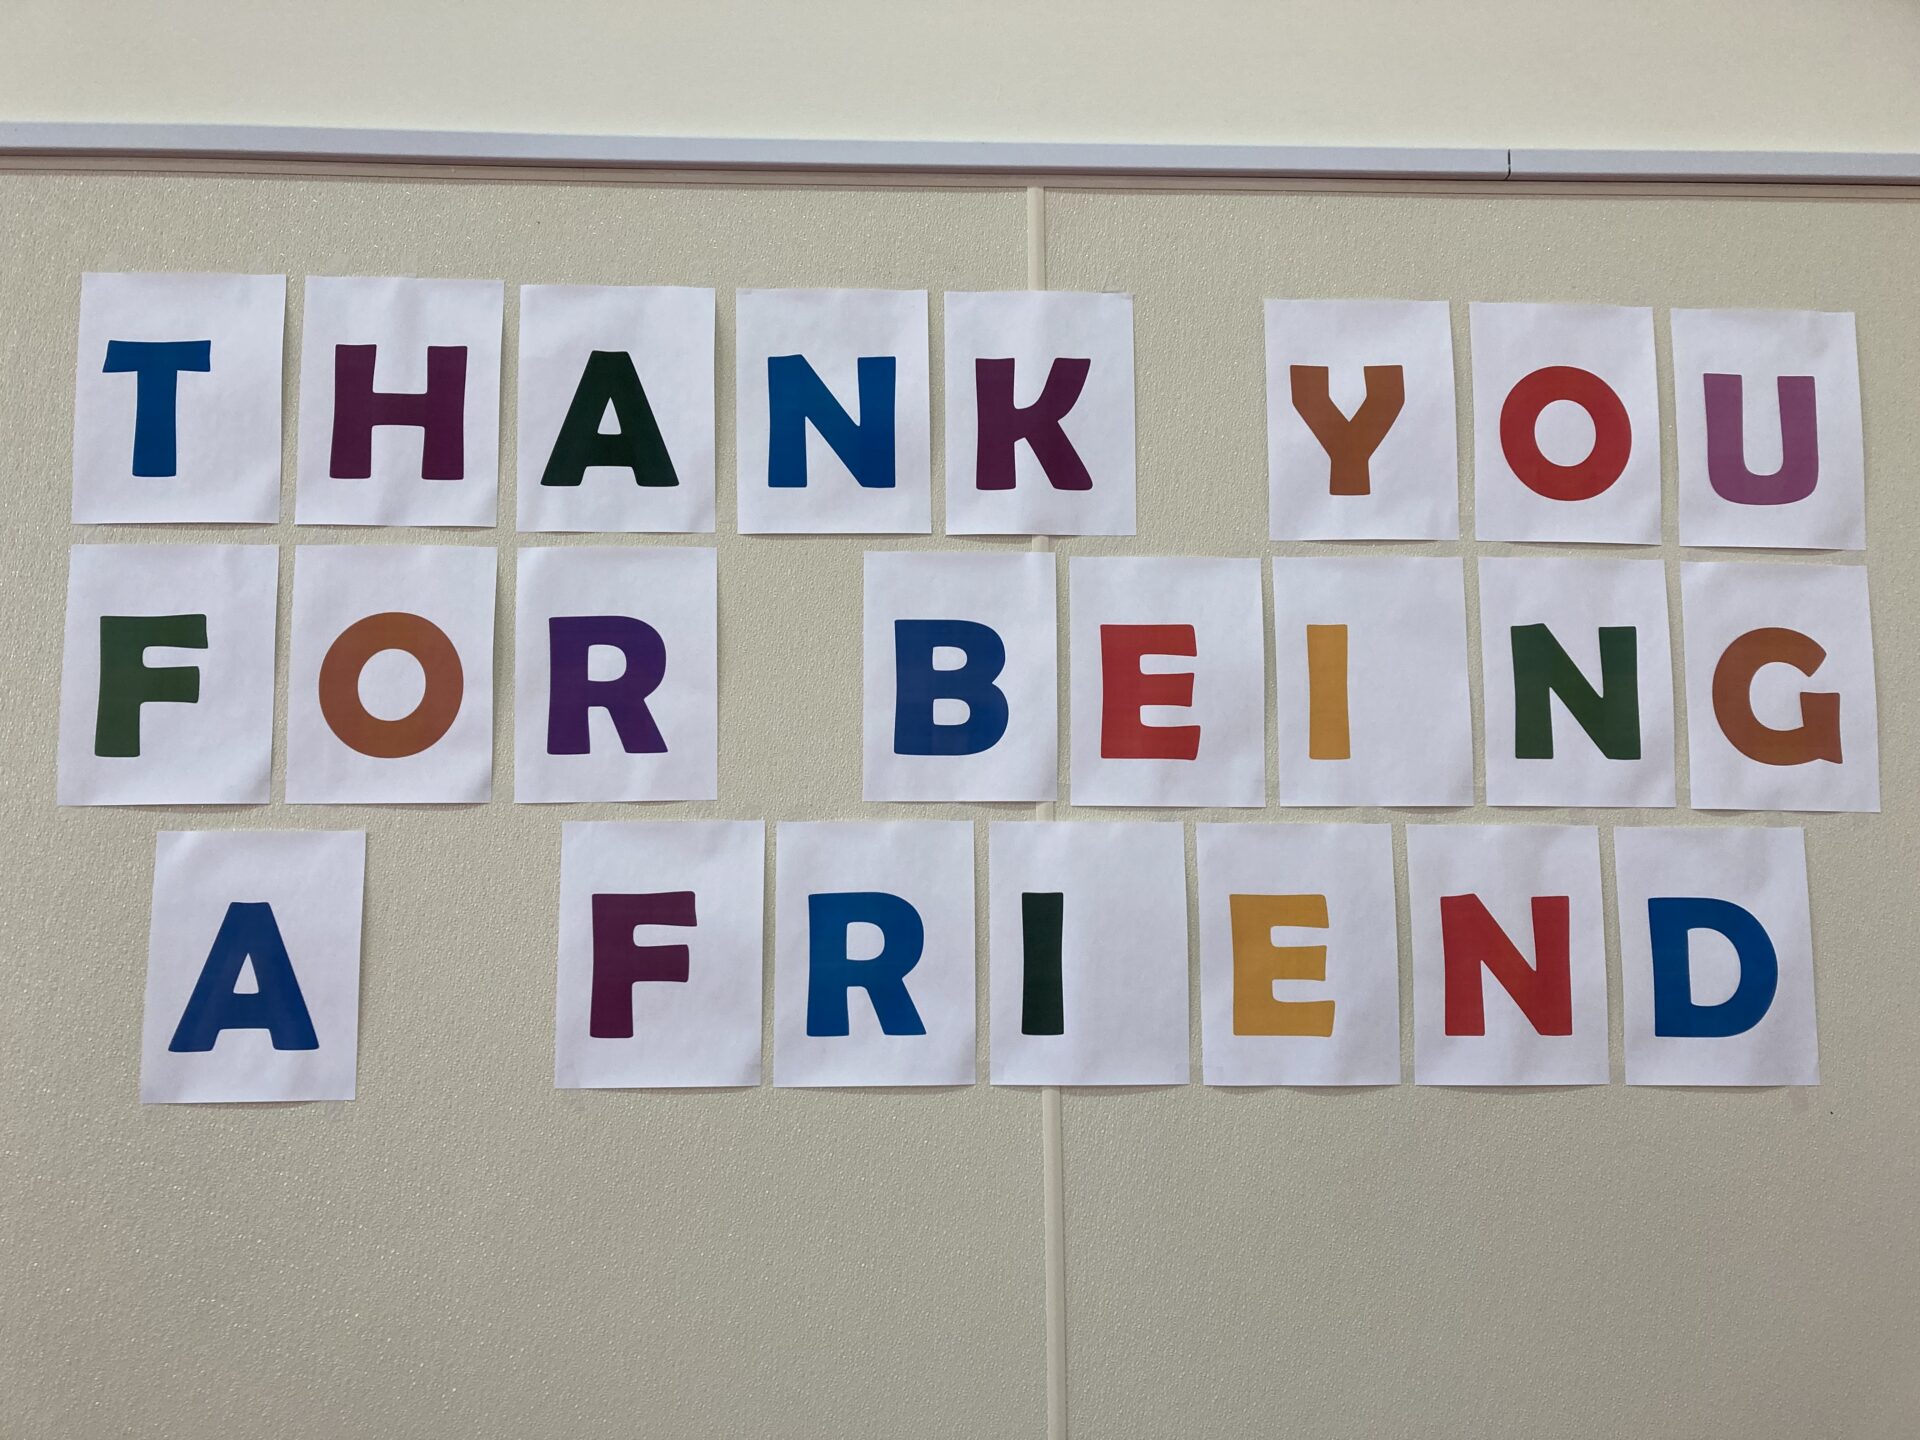 THANK YOU
FOR BEING
A FRIEND